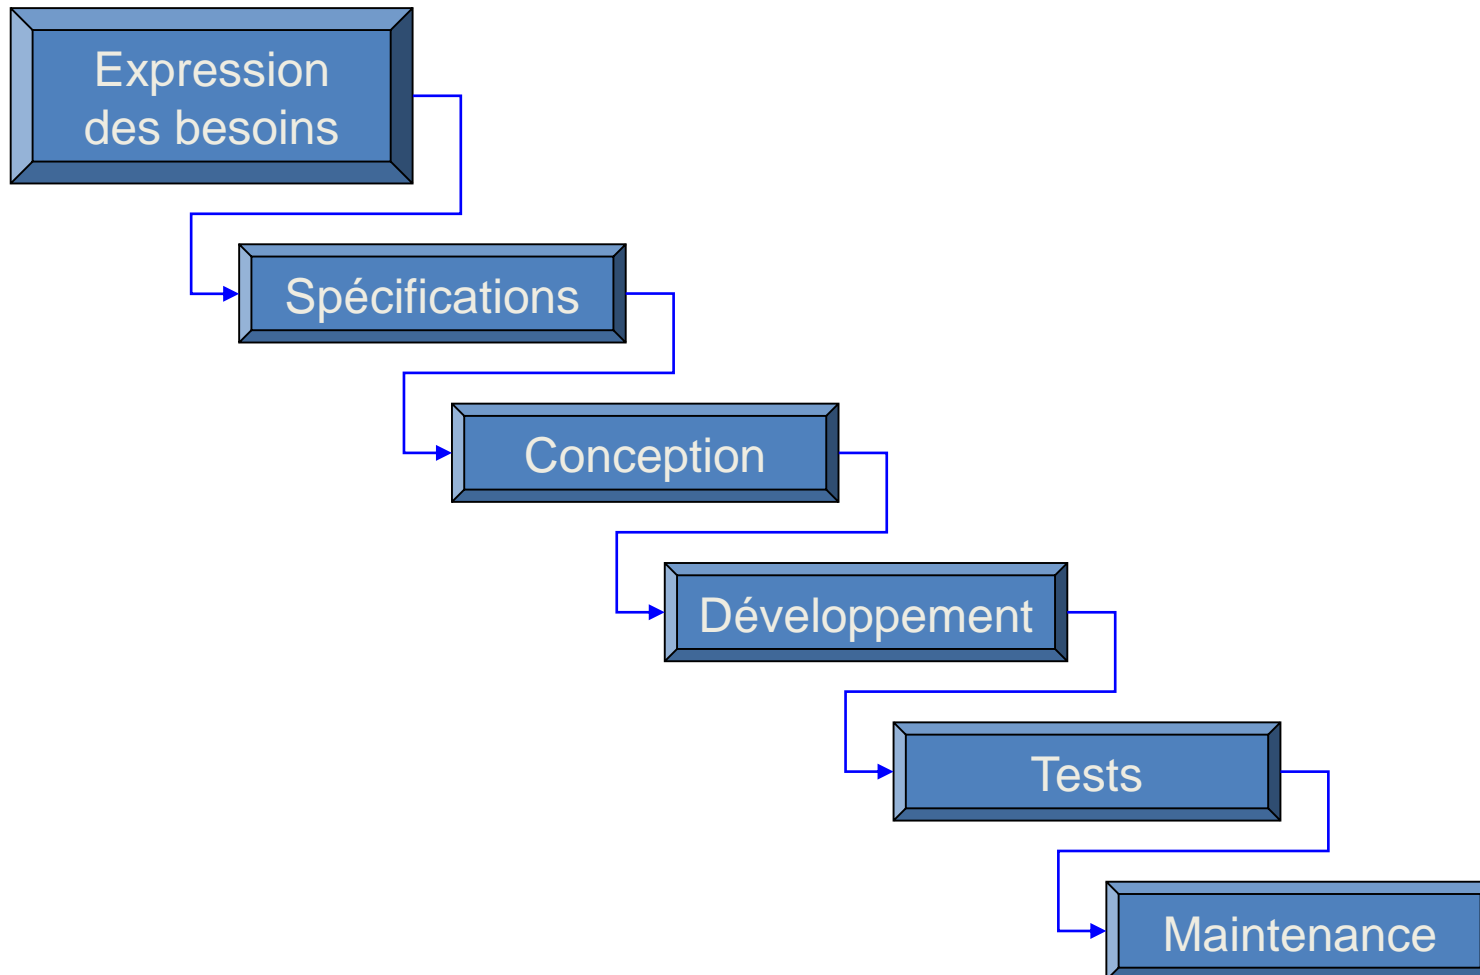 Expression
des besoins
Spécifications
Conception
Développement
Tests
Maintenance